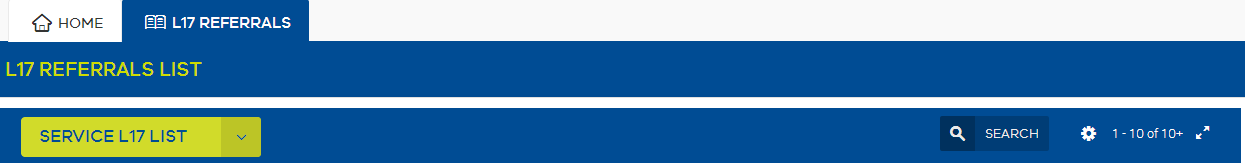 HOME
L17 REFERRALS
L17 REFERRALS LIST
SERVICE L17 LIST
SEARCH
1 - 10 of 10+